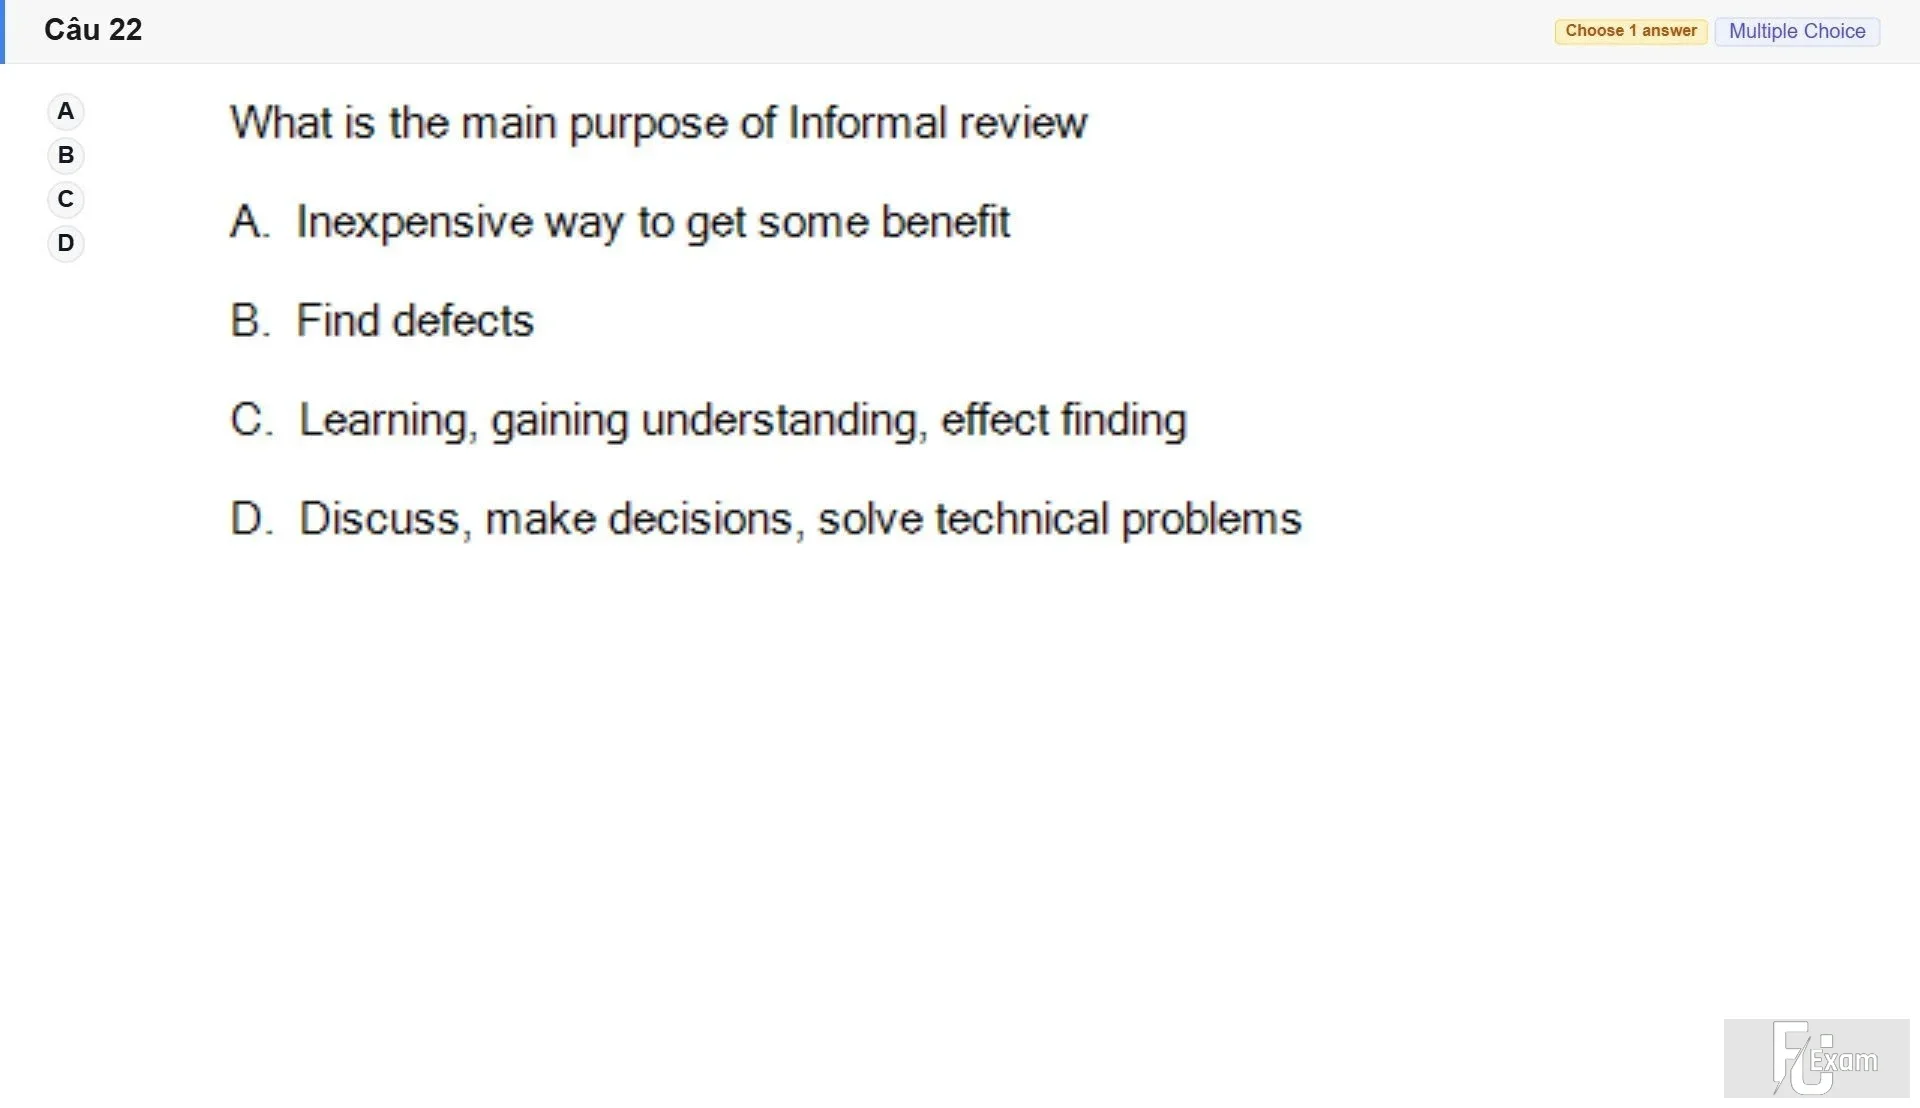 Câu 22
Choose 1 answer
Multiple Choice
A
B
C
D
What is the main purpose of Informal review
A. Inexpensive way to get some benefit
B. Find defects
C. Learning, gaining understanding, effect finding
D. Discuss, make decisions, solve technical problems
FU Exam